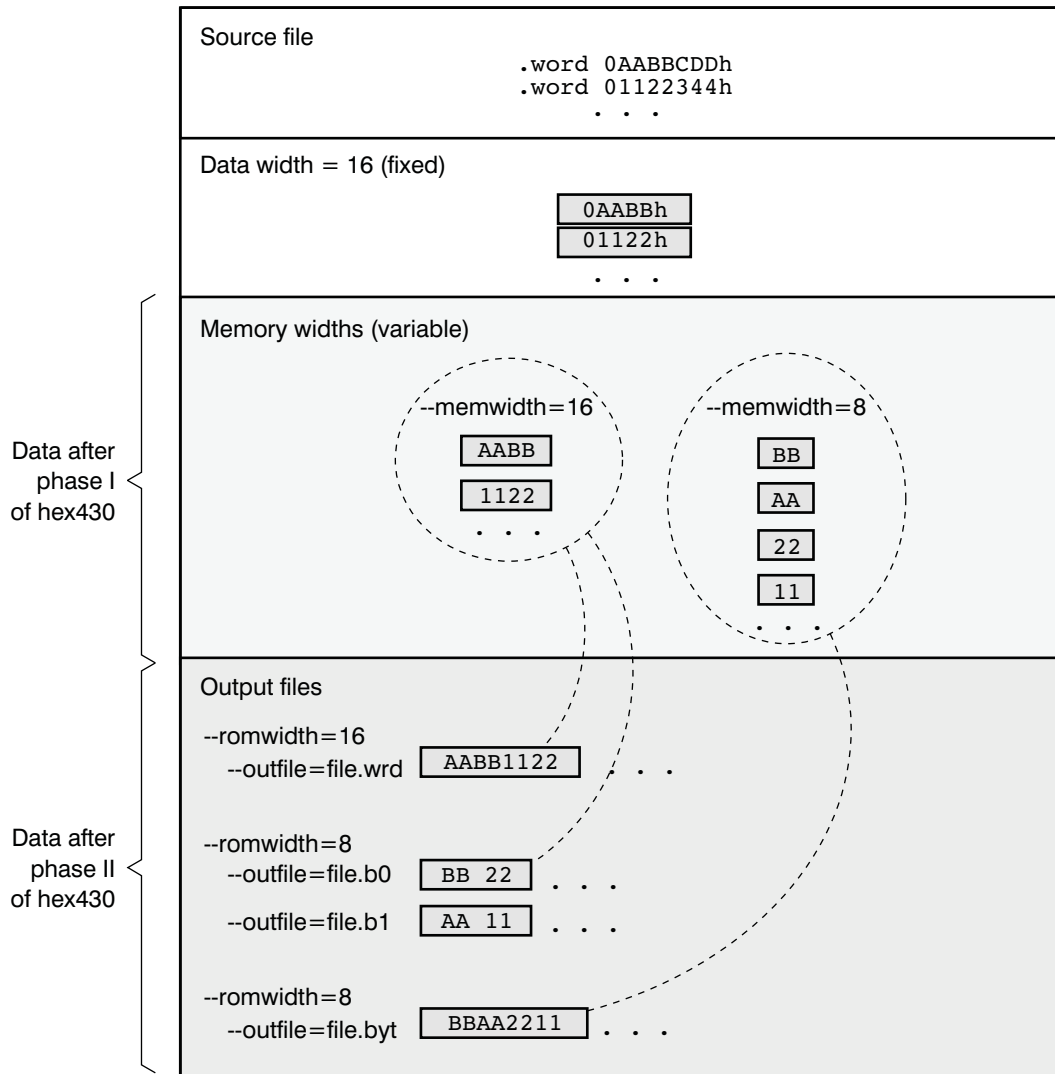 Source file
.word 0AABBCDDh
.word 01122344h
. . .
Data width = 16 (fixed)
0AABBh
01122h
. . .
Data after
phase I
of hex430
Memory widths (variable)
--memwidth=16
AABB
1122
. . .
--memwidth=8
BB
AA
22
11
. . .
Data after
phase II
of hex430
Output files
--romwidth=16
--outfile=file.wrd AABB1122 . . .
--romwidth=8
--outfile=file.b0 BB 22 . . .
--outfile=file.b1 AA 11 . . .
--romwidth=8
--outfile=file.byt BBAA2211 . . .